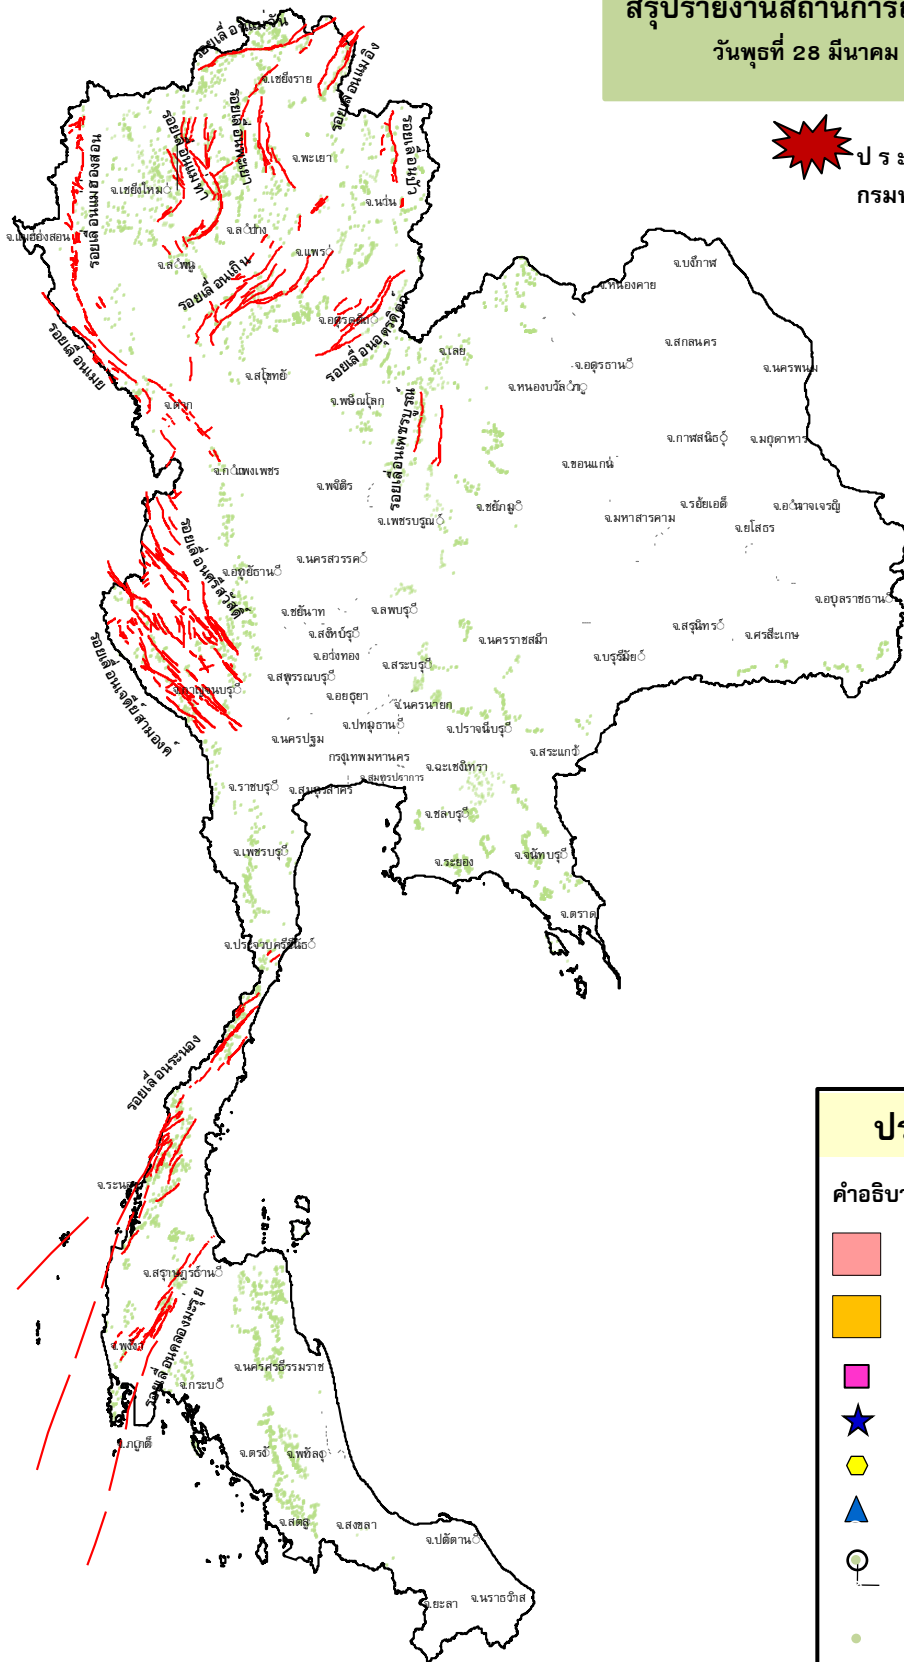 สรุปรายงานสถานการณ์
วันพุธที่ 28 มีนาคม
ป ร ะ
รอยเลื่อนแม่จัน
รอยเลื่อนแม่อิง
จ.เชียงราย
รอยเลื่อนแม่ฮ่องสอน
รอยเลื่อนแม่ทา
รอยเลื่อนพะเยา
รอยเลื่อนปัว
จ.พะเยา
จ.เชียงใหม่
จ.น่าน
จ.แม่ฮ่องสอน
จ.ลำปาง
จ.แพร่
จ.ลำพูน
รอยเลื่อนเถิน
จ.บึงกาฬ
จ.หนองคาย
จ.อุตรดิตถ์
รอยเลื่อนอุตรดิตถ์
รอยเลื่อนเมย
จ.เลย
จ.สกลนคร
จ.อุดรธานี
จ.นครพนม
จ.สุโขทัย
จ.หนองบัวลำภู
จ.ตาก
จ.พิษณุโลก
รอยเลื่อนเพชรบูรณ์
จ.กาฬสินธุ์
จ.มุกดาหาร
จ.กำแพงเพชร
จ.ขอนแก่น
จ.พิจิตร
จ.ชัยภูมิ
จ.ร้อยเอ็ด
จ.อำนาจเจริญ
จ.เพชรบูรณ์
จ.มหาสารคาม
จ.ยโสธร
รอยเลื่อนศรีสวัสดิ์
จ.นครสวรรค์
จ.อุทัยธานี
จ.อุบลราชธานี
จ.ชัยนาท
จ.ลพบุรี
จ.สิงห์บุรี
จ.นครราชสีมา
จ.สุรินทร์
จ.ศรีสะเกษ
จ.อ่างทอง
จ.บุรีรัมย์
จ.สระบุรี
รอยเลื่อนเจดีย์สามองค์
จ.กาญจนบุรี
จ.สุพรรณบุรี
จ.อยุธยา
จ.นครนายก
จ.ปทุมธานี
จ.ปราจีนบุรี
จ.นครปฐม
จ.สระแก้ว
กรุงเทพมหานคร
จ.ฉะเชิงเทรา
จ.สมุทรปราการ
จ.ราชบุรี
จ.สมุทรสาคร
จ.ชลบุรี
จ.เพชรบุรี
จ.ระยอง
จ.จันทบุรี
จ.ตราด
จ.ประจวบคีรีขันธ์
รอยเลื่อนระนอง
จ.ระนอง
จ.สุราษฎร์ธานี
รอยเลื่อนคลองมะรุ่ย
จ.พังงา
จ.นครศรีธรรมราช
จ.กระบี่
จ.ภูเก็ต
จ.ตรัง
จ.พัทลุง
จ.สตูล
จ.สงขลา
จ.ปัตตานี
จ.ยะลา
จ.นราธิวาส